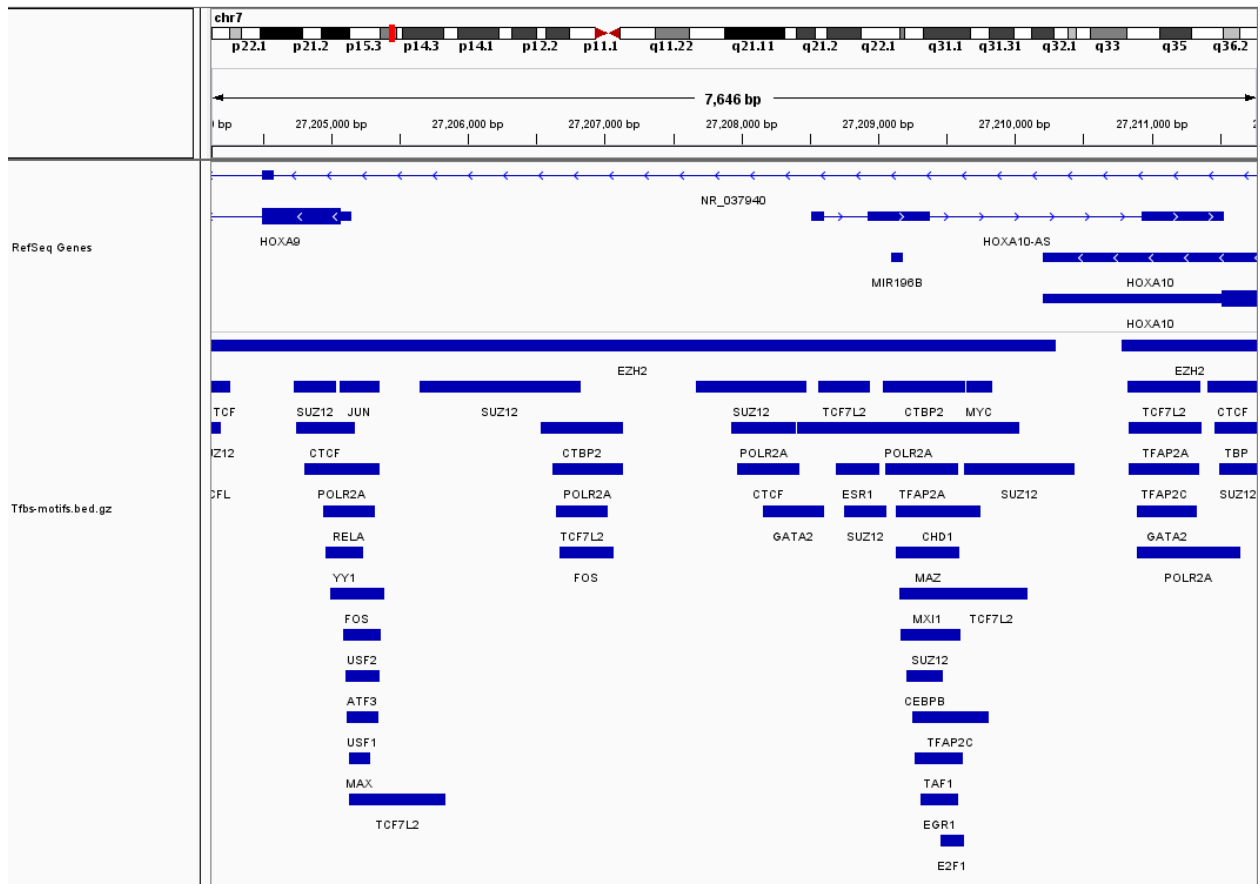 chr7
p22.1 p21.2 p15.3 p14.3 p14.1 p12.2 p11.1 q11.22 q21.11 q21.2 q22.1 q31.1 q31.31 q32.1 q33 q35 q36.2
7,646 bp
bp 27,205,000 bp 27,206,000 bp 27,207,000 bp 27,208,000 bp 27,209,000 bp 27,210,000 bp 27,211,000 bp
NR_037940
RefSeq Genes
HOXA9 HOXA10-AS
MIR196B HOXA10
HOXA10
EZH2 EZH2
TCF SUZ12 JUN SUZ12 SUZ12 TCF7L2 CTBP2 MYC TCF7L2 CTCF
UZ12 CTCF CTBP2 POLR2A POLR2A TFAP2A TBP
CFL POLR2A POLR2A CTCF ESR1 TFAP2A SUZ12 TFAP2C SUZ12
Tfbs-motifs.bed.gz
RELA TCF7L2 GATA2 SUZ12 CHD1 GATA2
YY1 FOS MAZ POLR2A
FOS MXI1 TCF7L2
USF2 SUZ12
ATF3 CEBPB
USF1 TFAP2C
MAX TAF1
TCF7L2 EGR1
E2F1